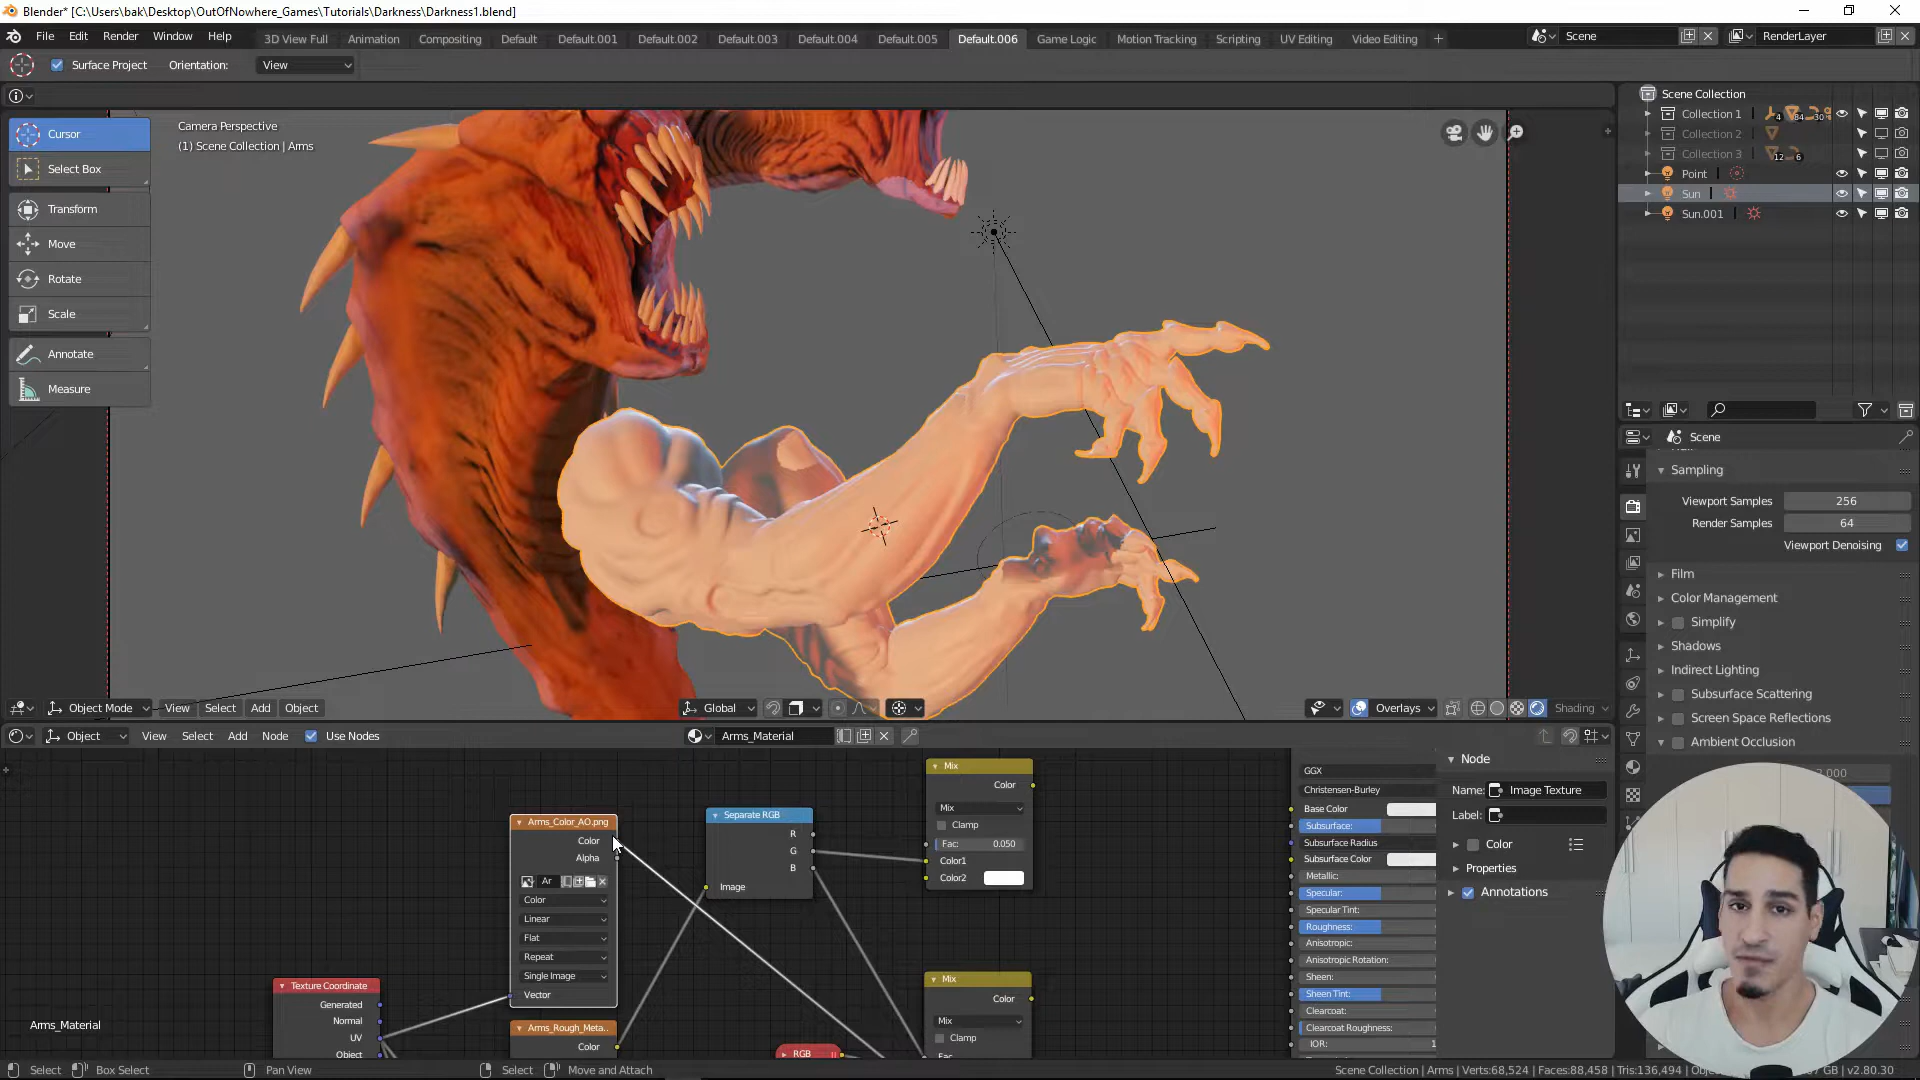 Blender* [C:\Users\bak\Desktop\OutOfNowhere_Games\Tutorials\Darkness\Darkness1.blend]
File Edit Render Window Help 3D View Full Animation Compositing Default Default.001 Default.002 Default.003 Default.004 Default.005 Default.006 Game Logic Motion Tracking Scripting UV Editing Video Editing + Scene RenderLayer
Surface Project Orientation: View
Camera Perspective
(1) Scene Collection | Arms
Cursor
Select Box
Transform
Move
Rotate
Scale
Annotate
Measure
Scene Collection
Collection 1 4 84 30
Collection 2
Collection 3 12 6
Point
Sun
Sun.001
Scene
Sampling
Viewport Samples 256
Render Samples 64
Viewport Denoising
Film
Color Management
Simplify
Shadows
Indirect Lighting
Subsurface Scattering
Screen Space Reflections
Ambient Occlusion
Object Mode View Select Add Object Global Overlays Shading
Object View Select Add Node Use Nodes Arms_Material
Arms_Color_AO.png
Color
Alpha
Ar
Color
Linear
Flat
Repeat
Single Image
Vector
Arms_Rough_Meta..
Color
Texture Coordinate
Generated
Normal
UV
Object
Separate RGB
R
G
B
Image
Mix
Color
Mix
Clamp
Fac: 0.050
Color1
Color2
Mix
Color
Mix
Clamp
Fac
RGB
GGX
Christensen-Burley
Base Color
Subsurface:
Subsurface Radius
Subsurface Color
Metallic:
Specular:
Specular Tint:
Roughness:
Anisotropic:
Anisotropic Rotation:
Sheen:
Sheen Tint:
Clearcoat:
Clearcoat Roughness:
IOR: 1
Node
Name: Image Texture
Label:
Color
Properties
Annotations
Arms_Material
Select Box Select Pan View Select Move and Attach Scene Collection | Arms | Verts:68,524 | Faces:88,458 | Tris:136,494 | v2.80.30